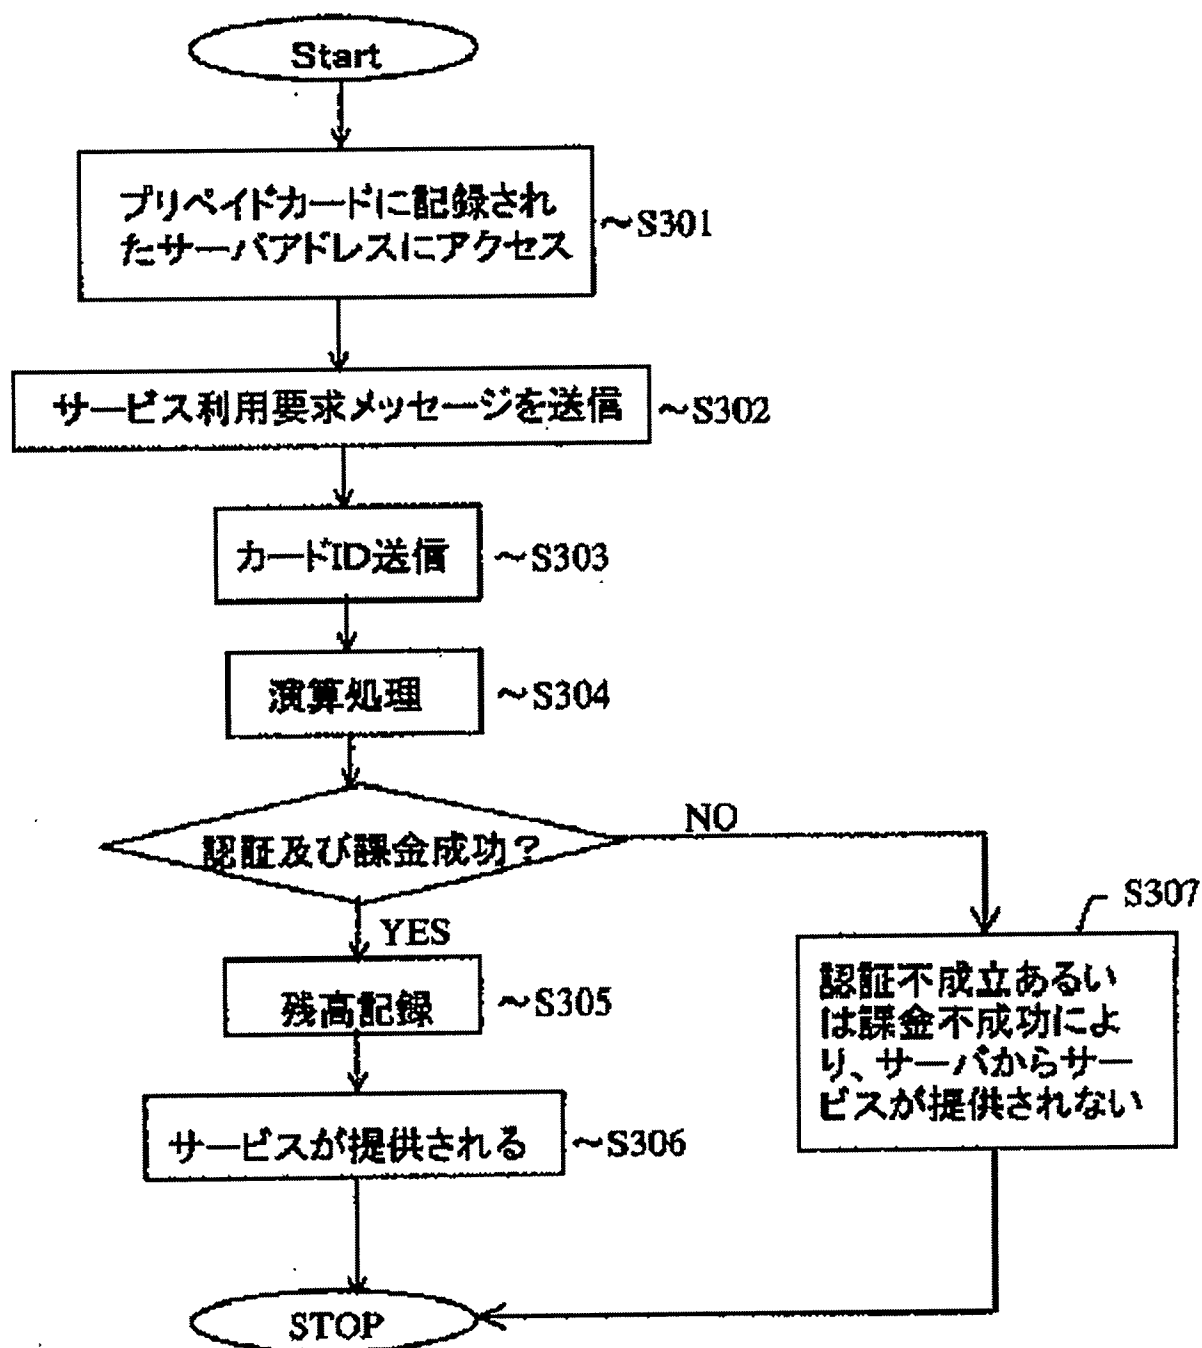 Start
プリペイドカードに記録され
たサーバアドレスにアクセス
～S301
サービス利用要求メッセージを送信
～S302
カードID送信
～S303
演算処理
～S304
認証及び課金成功？
NO
YES
S307
残高記録
～S305
認証不成立あるい
は課金不成功によ
り、サーバからサー
ビスが提供されない
サービスが提供される
～S306
STOP